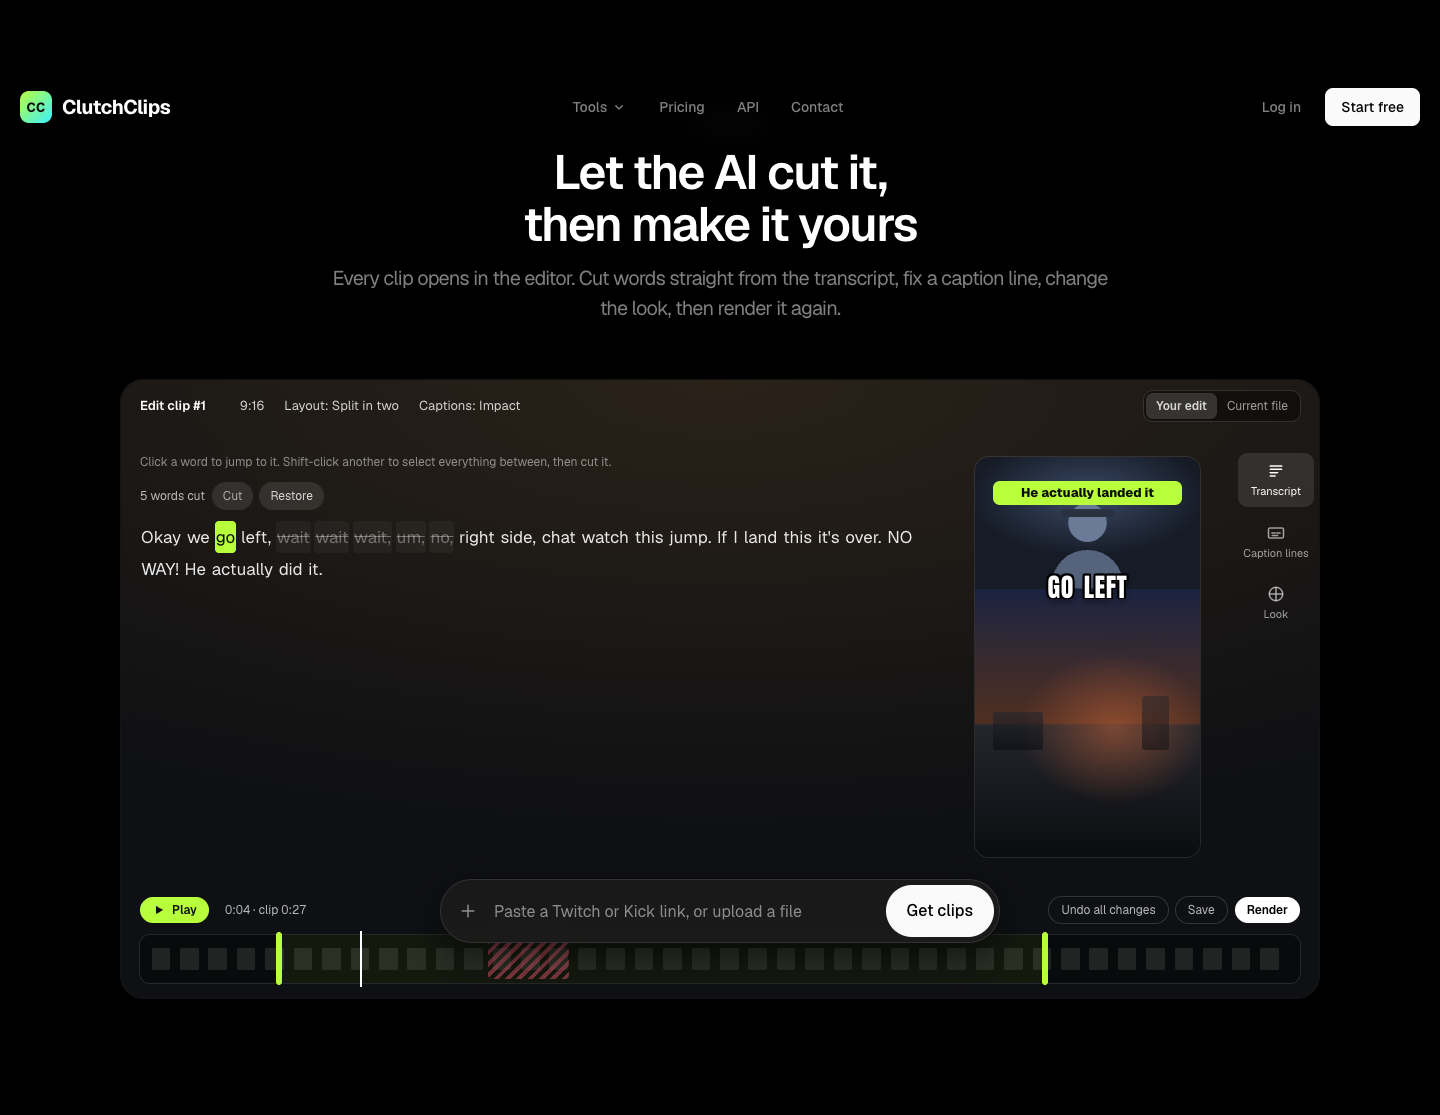 CC ClutchClips
Tools
Pricing
API
Contact
Log in
Start free
Let the AI cut it,
then make it yours
Every clip opens in the editor. Cut words straight from the transcript, fix a caption line, change
the look, then render it again.
Edit clip #1
9:16
Layout: Split in two
Captions: Impact
Your edit
Current file
Click a word to jump to it. Shift-click another to select everything between, then cut it.
5 words cut
Cut
Restore
Okay we go left, wait wait wait, um, no, right side, chat watch this jump. If I land this it's over. NO
WAY! He actually did it.
He actually landed it
GO LEFT
Transcript
Caption lines
Look
Play
0:04 · clip 0:27
Paste a Twitch or Kick link, or upload a file
Get clips
Undo all changes
Save
Render